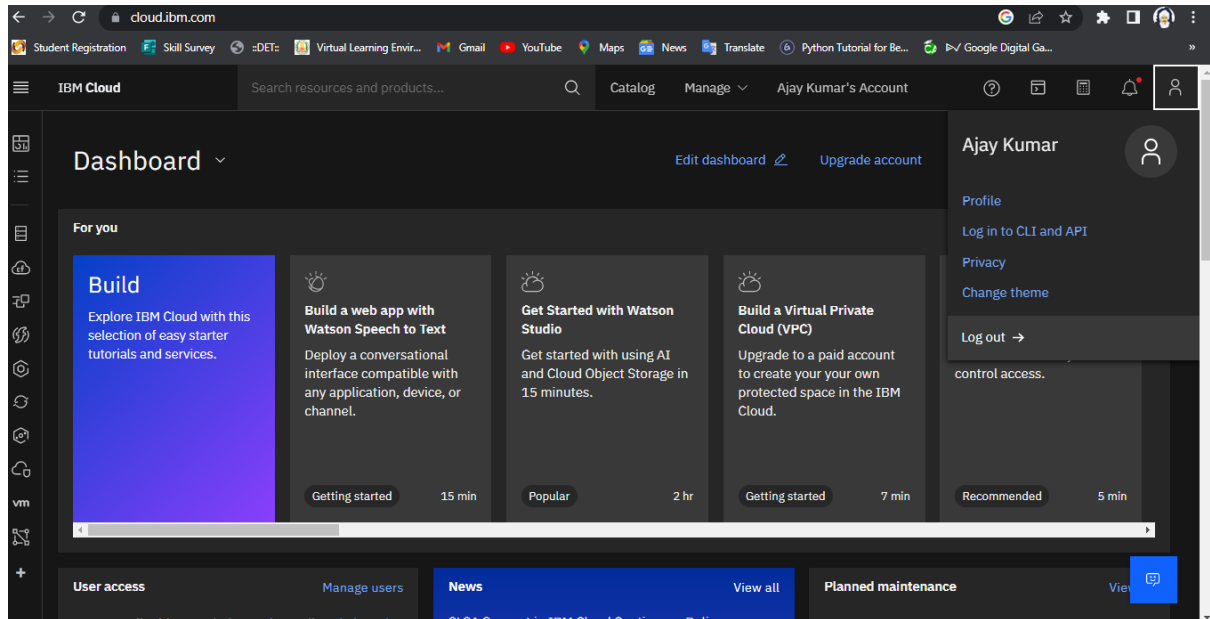 cloud.ibm.com
Student Registration Skill Survey ::DET:: Virtual Learning Envir... Gmail YouTube Maps News Translate Python Tutorial for Be... Google Digital Ga... »
IBM Cloud Search resources and products... Catalog Manage Ajay Kumar's Account
Ajay Kumar
Profile
Log in to CLI and API
Privacy
Change theme
Log out →
Dashboard Edit dashboard Upgrade account
For you
Build
Explore IBM Cloud with this
selection of easy starter
tutorials and services.
Build a web app with
Watson Speech to Text
Deploy a conversational
interface compatible with
any application, device, or
channel.
Getting started 15 min
Get Started with Watson
Studio
Get started with using AI
and Cloud Object Storage in
15 minutes.
Popular 2 hr
Build a Virtual Private
Cloud (VPC)
Upgrade to a paid account
to create your your own
protected space in the IBM
Cloud.
Getting started 7 min
control access.
Recommended 5 min
vm
User access Manage users
News View all
Planned maintenance